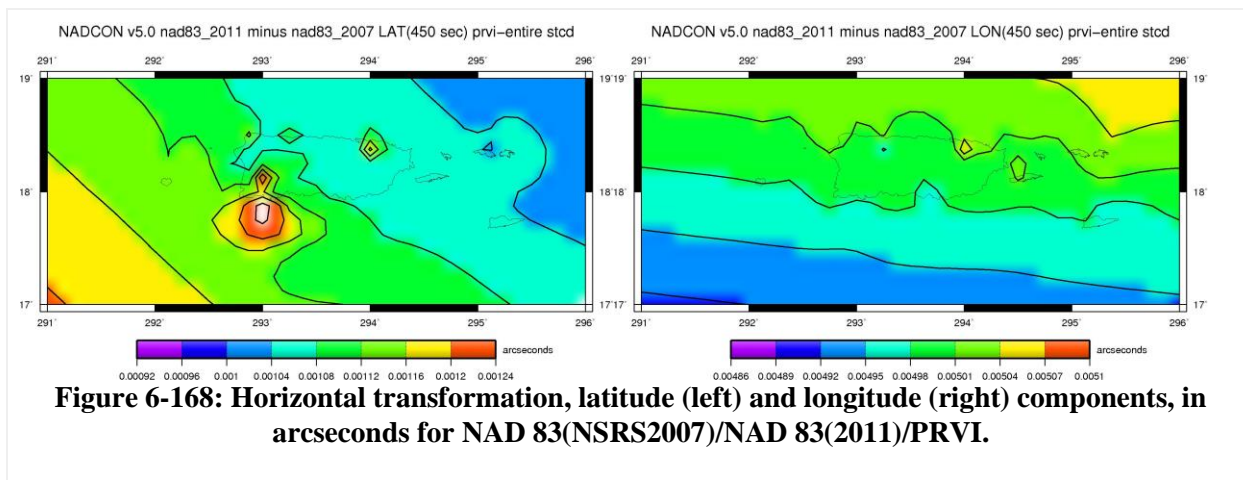 NADCON v5.0 nad83_2011 minus nad83_2007 LAT(450 sec) prvi-entire stcd
291˚ 292˚ 293˚ 294˚ 295˚ 296˚
19˚
18˚
17˚
291˚ 292˚ 293˚ 294˚ 295˚ 296˚
arcseconds
0.00092 0.00096 0.001 0.00104 0.00108 0.00112 0.00116 0.0012 0.00124
NADCON v5.0 nad83_2011 minus nad83_2007 LON(450 sec) prvi-entire stcd
291˚ 292˚ 293˚ 294˚ 295˚ 296˚
19˚ 19˚ 19˚
18˚ 18˚ 18˚
17˚ 17˚ 17˚
291˚ 292˚ 293˚ 294˚ 295˚ 296˚
arcseconds
0.00486 0.00489 0.00492 0.00495 0.00498 0.00501 0.00504 0.00507 0.0051
Figure 6-168: Horizontal transformation, latitude (left) and longitude (right) components, in
arcseconds for NAD 83(NSRS2007)/NAD 83(2011)/PRVI.